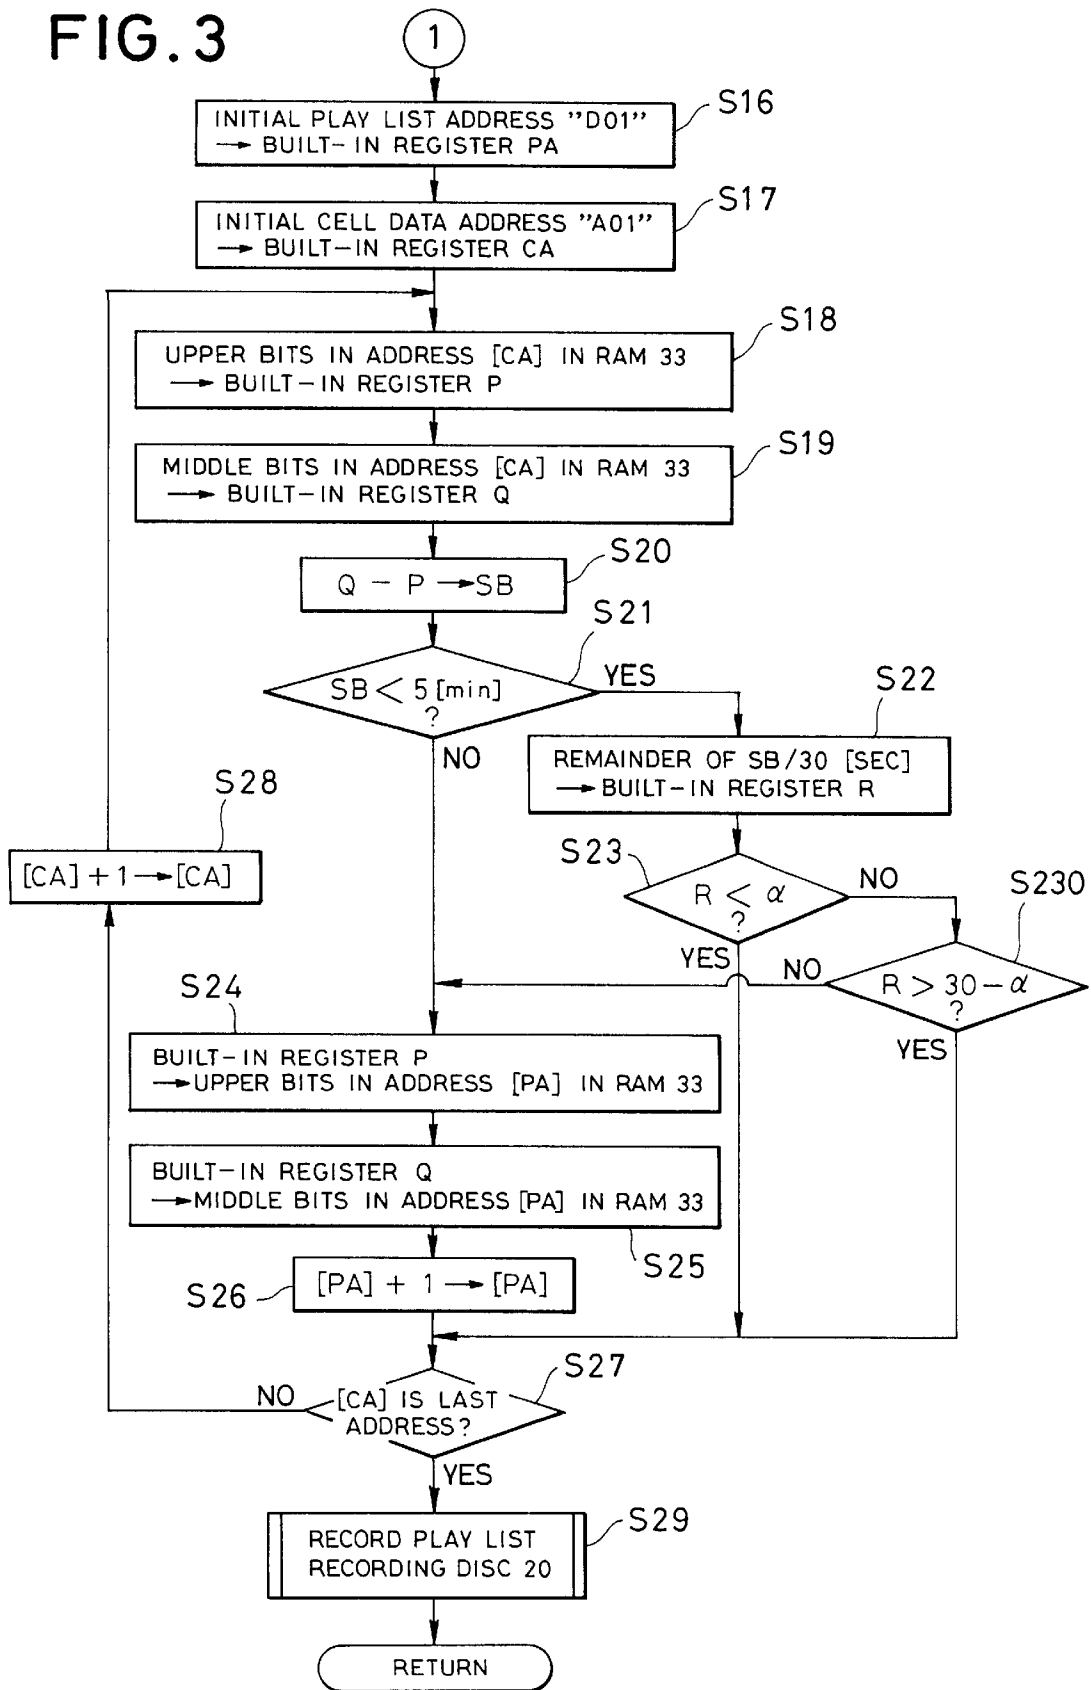 FIG. 3
1
S16
INITIAL PLAY LIST ADDRESS "D01"
→ BUILT-IN REGISTER PA
S17
INITIAL CELL DATA ADDRESS "A01"
→ BUILT-IN REGISTER CA
S18
UPPER BITS IN ADDRESS [CA] IN RAM 33
→ BUILT-IN REGISTER P
S19
MIDDLE BITS IN ADDRESS [CA] IN RAM 33
→ BUILT-IN REGISTER Q
S20
Q - P → SB
S21
SB < 5 [min]
?
YES
NO
S22
REMAINDER OF SB/30 [SEC]
→ BUILT-IN REGISTER R
S28
[CA] + 1 → [CA]
S23
R < α
?
NO
YES
S230
R > 30 - α
?
NO
YES
S24
BUILT-IN REGISTER P
→ UPPER BITS IN ADDRESS [PA] IN RAM 33
BUILT-IN REGISTER Q
→ MIDDLE BITS IN ADDRESS [PA] IN RAM 33
S25
S26
[PA] + 1 → [PA]
S27
NO
[CA] IS LAST
ADDRESS?
YES
S29
RECORD PLAY LIST
RECORDING DISC 20
RETURN